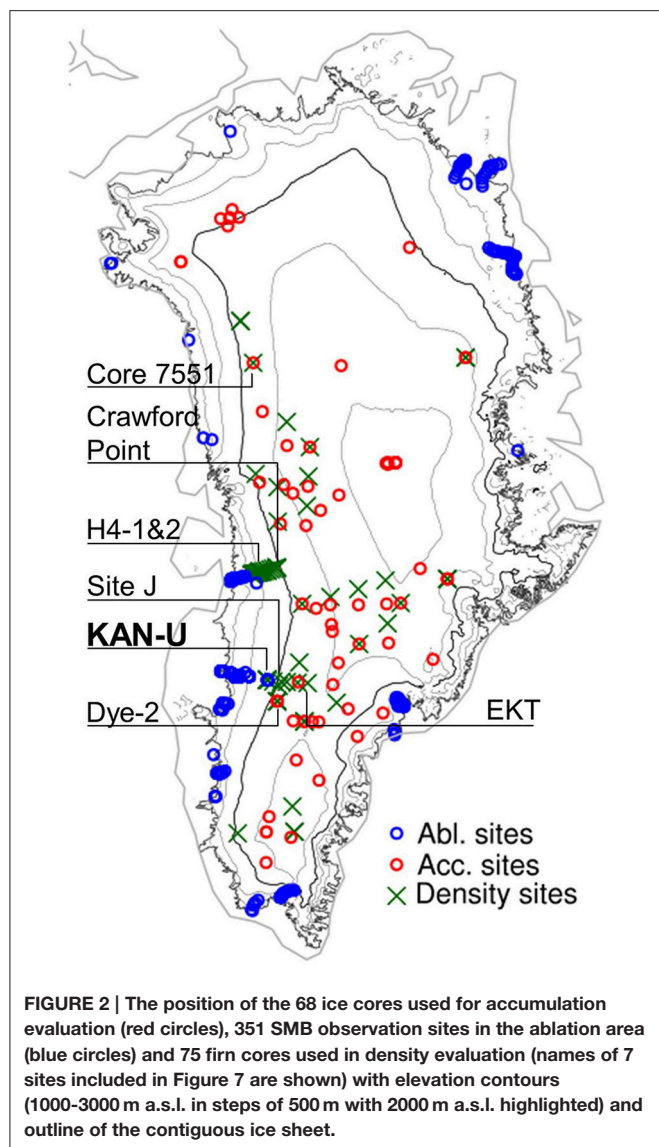 Core 7551
Crawford
Point
H4-1&2
Site J
KAN-U
Dye-2
EKT
Abl. sites
Acc. sites
Density sites
FIGURE 2 | The position of the 68 ice cores used for accumulation
evaluation (red circles), 351 SMB observation sites in the ablation area
(blue circles) and 75 firn cores used in density evaluation (names of 7
sites included in Figure 7 are shown) with elevation contours
(1000-3000 m a.s.l. in steps of 500 m with 2000 m a.s.l. highlighted) and
outline of the contiguous ice sheet.